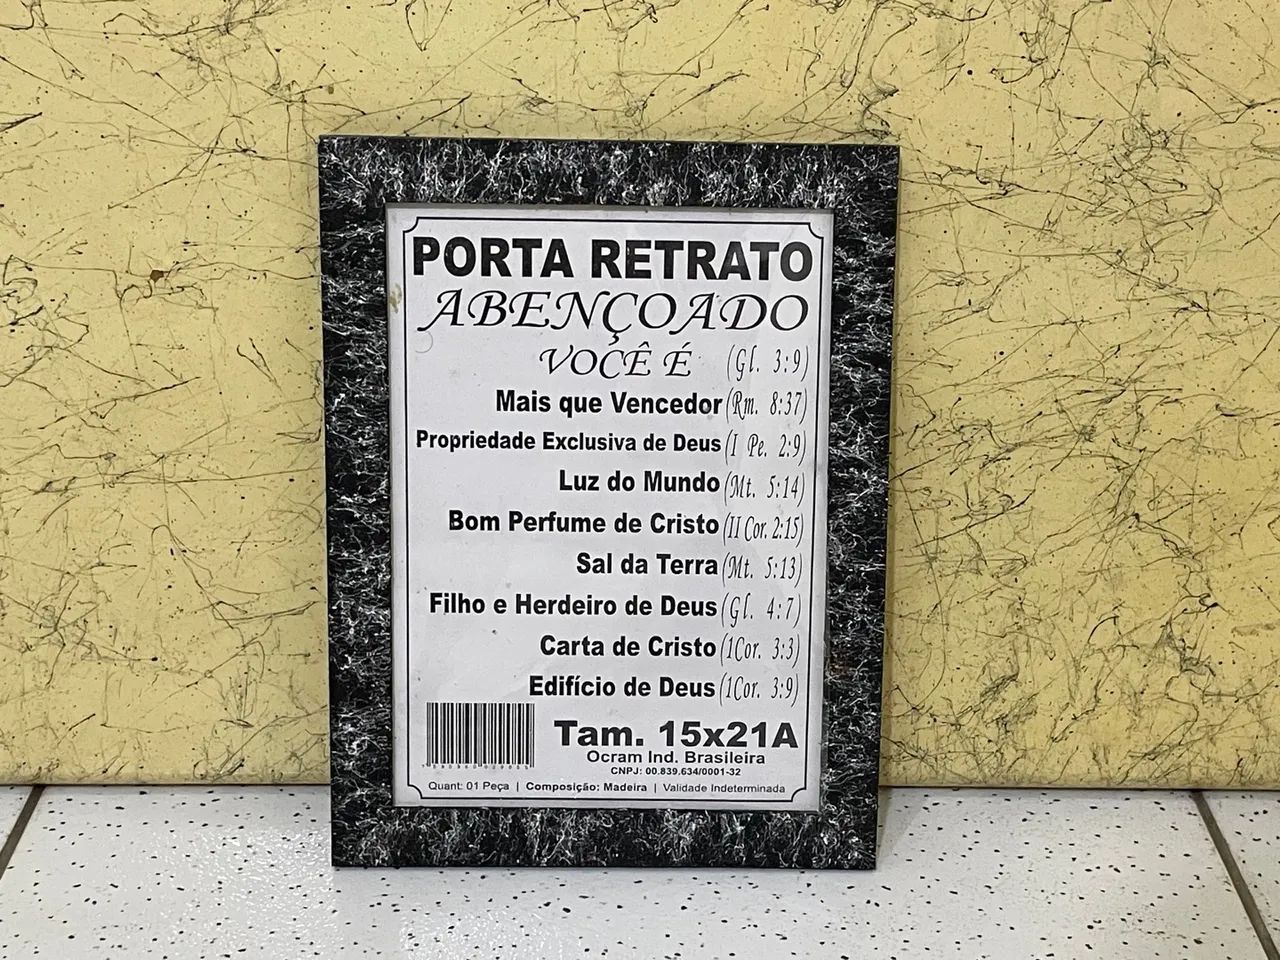 PORTA RETRATO
ABENÇOADO
VOCÊ É (Gl. 3:9)
Mais que Vencedor (Rm. 8:37)
Propriedade Exclusiva de Deus (I Pe. 2:9)
Luz do Mundo (Mt. 5:14)
Bom Perfume de Cristo (II Cor. 2:15)
Sal da Terra (Mt. 5:13)
Filho e Herdeiro de Deus (Gl. 4:7)
Carta de Cristo (1Cor. 3:3)
Edifício de Deus (1Cor. 3:9)
Tam. 15x21A
Ocram Ind. Brasileira
CNPJ: 00.839.634/0001-32
Quant: 01 Peça | Composição: Madeira | Validade Indeterminada